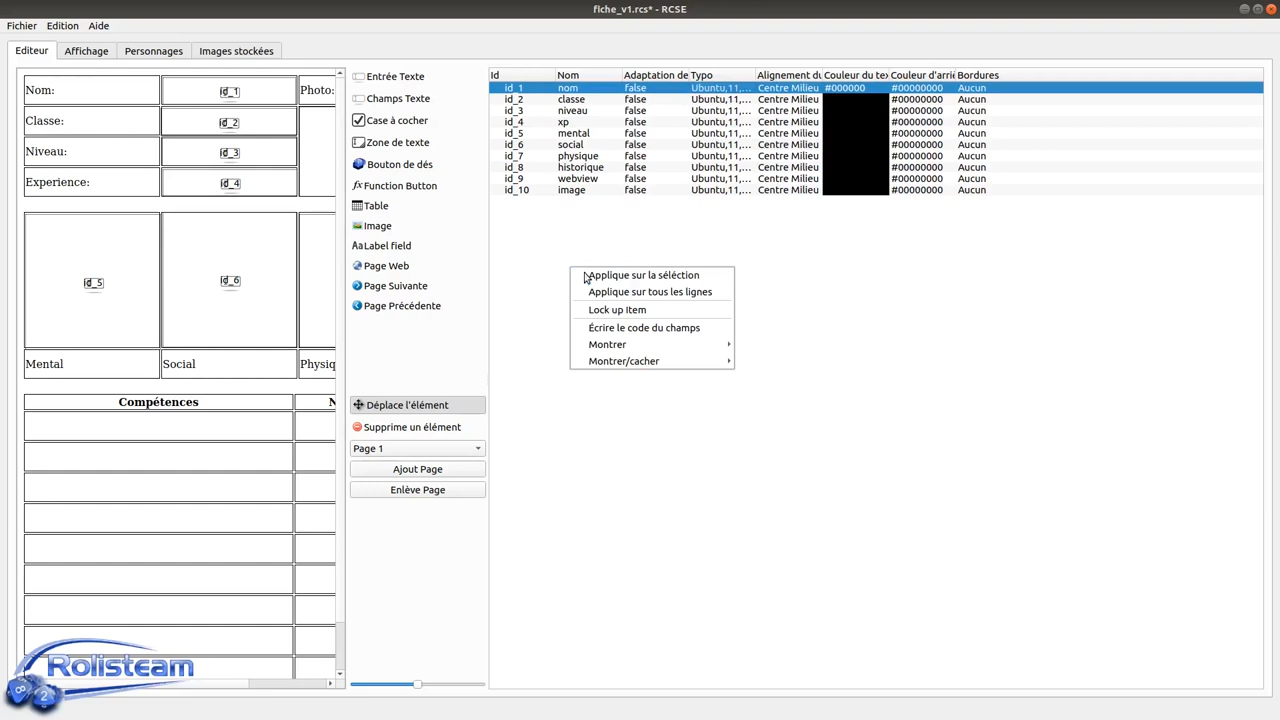 fiche_v1.rcs* - RCSE
Fichier Edition Aide
Editeur Affichage Personnages Images stockées
Nom: id_1 Photo:
Classe: id_2
Niveau: id_3
Experience: id_4
id_5 id_6
Mental Social Physiq
Compétences N
Rolisteam
8 2
Entrée Texte
Champs Texte
Case à cocher
Zone de texte
Bouton de dés
fx Function Button
Table
Image
Aa Label field
Page Web
Page Suivante
Page Précédente
Déplace l'élément
Supprime un élément
Page 1
Ajout Page
Enlève Page
Id Nom Adaptation de Typo Alignement du Couleur du tex Couleur d'arriè Bordures
id_1 nom false Ubuntu,11,... Centre Milieu #000000 #00000000 Aucun
id_2 classe false Ubuntu,11,... Centre Milieu #00000000 Aucun
id_3 niveau false Ubuntu,11,... Centre Milieu #00000000 Aucun
id_4 xp false Ubuntu,11,... Centre Milieu #00000000 Aucun
id_5 mental false Ubuntu,11,... Centre Milieu #00000000 Aucun
id_6 social false Ubuntu,11,... Centre Milieu #00000000 Aucun
id_7 physique false Ubuntu,11,... Centre Milieu #00000000 Aucun
id_8 historique false Ubuntu,11,... Centre Milieu #00000000 Aucun
id_9 webview false Ubuntu,11,... Centre Milieu #00000000 Aucun
id_10 image false Ubuntu,11,... Centre Milieu #00000000 Aucun
Applique sur la séléction
Applique sur tous les lignes
Lock up Item
Écrire le code du champs
Montrer
Montrer/cacher